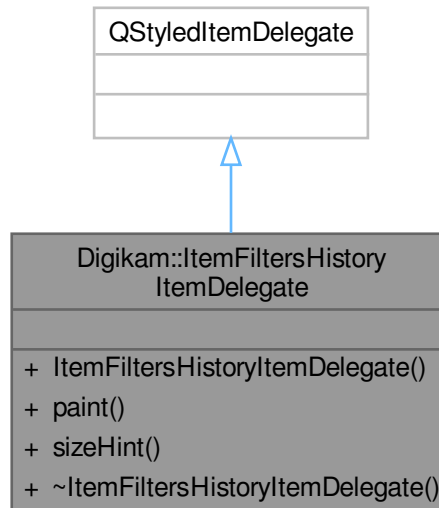 QStyledItemDelegate
Digikam::ItemFiltersHistory
ItemDelegate
+ ItemFiltersHistoryItemDelegate()
+ paint()
+ sizeHint()
+ ~ItemFiltersHistoryItemDelegate()